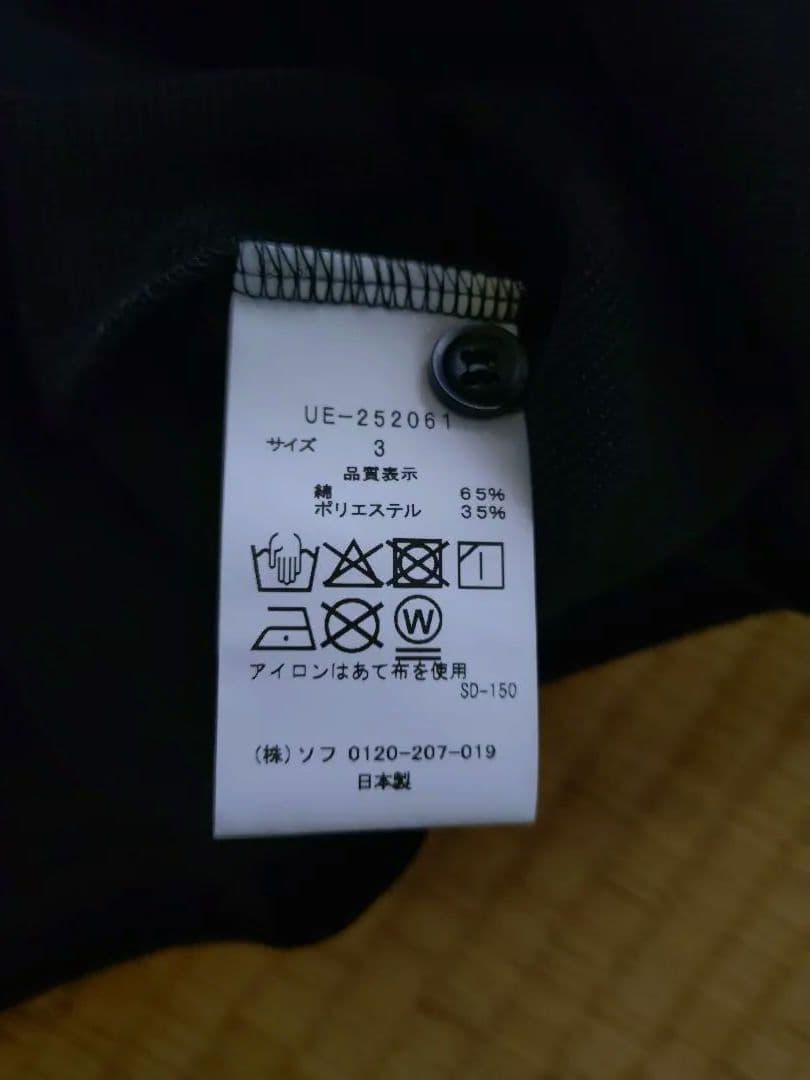 UE-252061
サイズ 3
品質表示
綿 65%
ポリエステル 35%
W
アイロンはあて布を使用
SD-150
(株)ソフ 0120-207-019
日本製